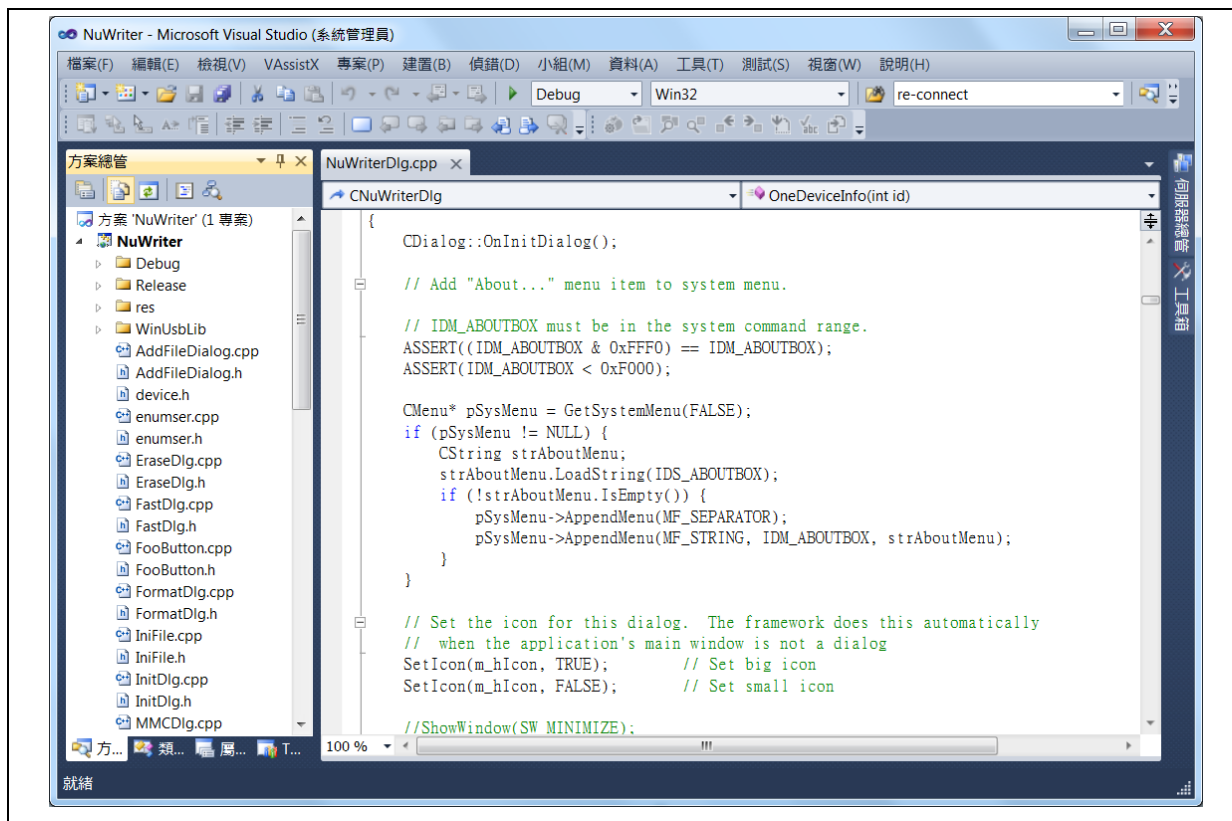 NuWriter - Microsoft Visual Studio (系統管理員)
檔案(F) 編輯(E) 檢視(V) VAssistX 專案(P) 建置(B) 偵錯(D) 小組(M) 資料(A) 工具(T) 測試(S) 視窗(W) 說明(H)
Debug Win32 re-connect
方案總管
方案 'NuWriter' (1 專案)
NuWriter
Debug
Release
res
WinUsbLib
AddFileDialog.cpp
AddFileDialog.h
device.h
enumser.cpp
enumser.h
EraseDlg.cpp
EraseDlg.h
FastDlg.cpp
FastDlg.h
FooButton.cpp
FooButton.h
FormatDlg.cpp
FormatDlg.h
IniFile.cpp
IniFile.h
InitDlg.cpp
InitDlg.h
MMCDlg.cpp
方... 類... 屬... T...
NuWriterDlg.cpp
CNuWriterDlg OneDeviceInfo(int id)
{
CDialog::OnInitDialog();
// Add "About..." menu item to system menu.
// IDM_ABOUTBOX must be in the system command range.
ASSERT((IDM_ABOUTBOX & 0xFFF0) == IDM_ABOUTBOX);
ASSERT(IDM_ABOUTBOX < 0xF000);
CMenu* pSysMenu = GetSystemMenu(FALSE);
if (pSysMenu != NULL) {
CString strAboutMenu;
strAboutMenu.LoadString(IDS_ABOUTBOX);
if (!strAboutMenu.IsEmpty()) {
pSysMenu->AppendMenu(MF_SEPARATOR);
pSysMenu->AppendMenu(MF_STRING, IDM_ABOUTBOX, strAboutMenu);
}
}
// Set the icon for this dialog.  The framework does this automatically
//  when the application's main window is not a dialog
SetIcon(m_hIcon, TRUE);        // Set big icon
SetIcon(m_hIcon, FALSE);       // Set small icon
//ShowWindow(SW_MINIMIZE);
100 %
伺服器總管
工具箱
就緒